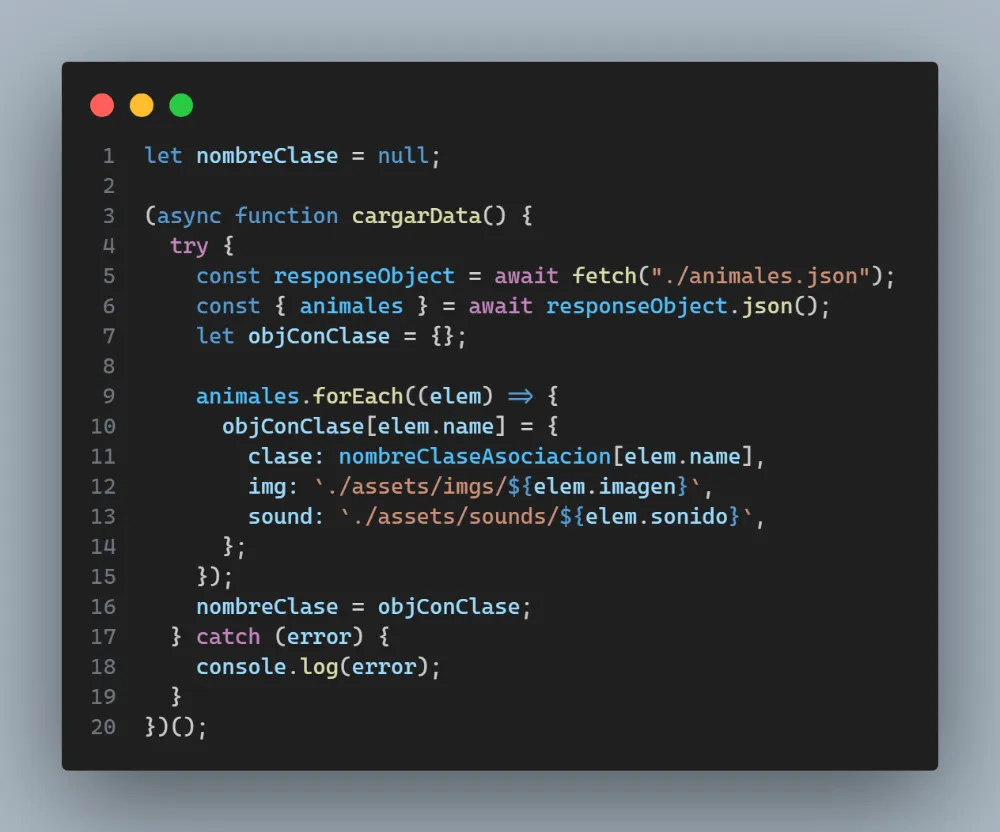 1 let nombreClase = null;
2
3 (async function cargarData() {
4   try {
5     const responseObject = await fetch("./animales.json");
6     const { animales } = await responseObject.json();
7     let objConClase = {};
8
9     animales.forEach((elem) => {
10       objConClase[elem.name] = {
11         clase: nombreClaseAsociacion[elem.name],
12         img: `./assets/imgs/${elem.imagen}`,
13         sound: `./assets/sounds/${elem.sonido}`,
14       };
15     });
16     nombreClase = objConClase;
17   } catch (error) {
18     console.log(error);
19   }
20 })();